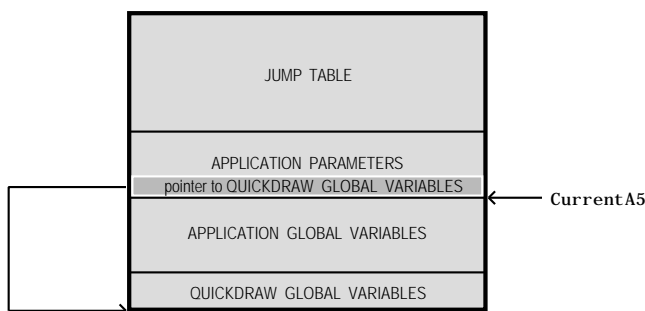 JUMP TABLE
APPLICATION PARAMETERS
pointer to QUICKDRAW GLOBAL VARIABLES
CurrentA5
APPLICATION GLOBAL VARIABLES
QUICKDRAW GLOBAL VARIABLES